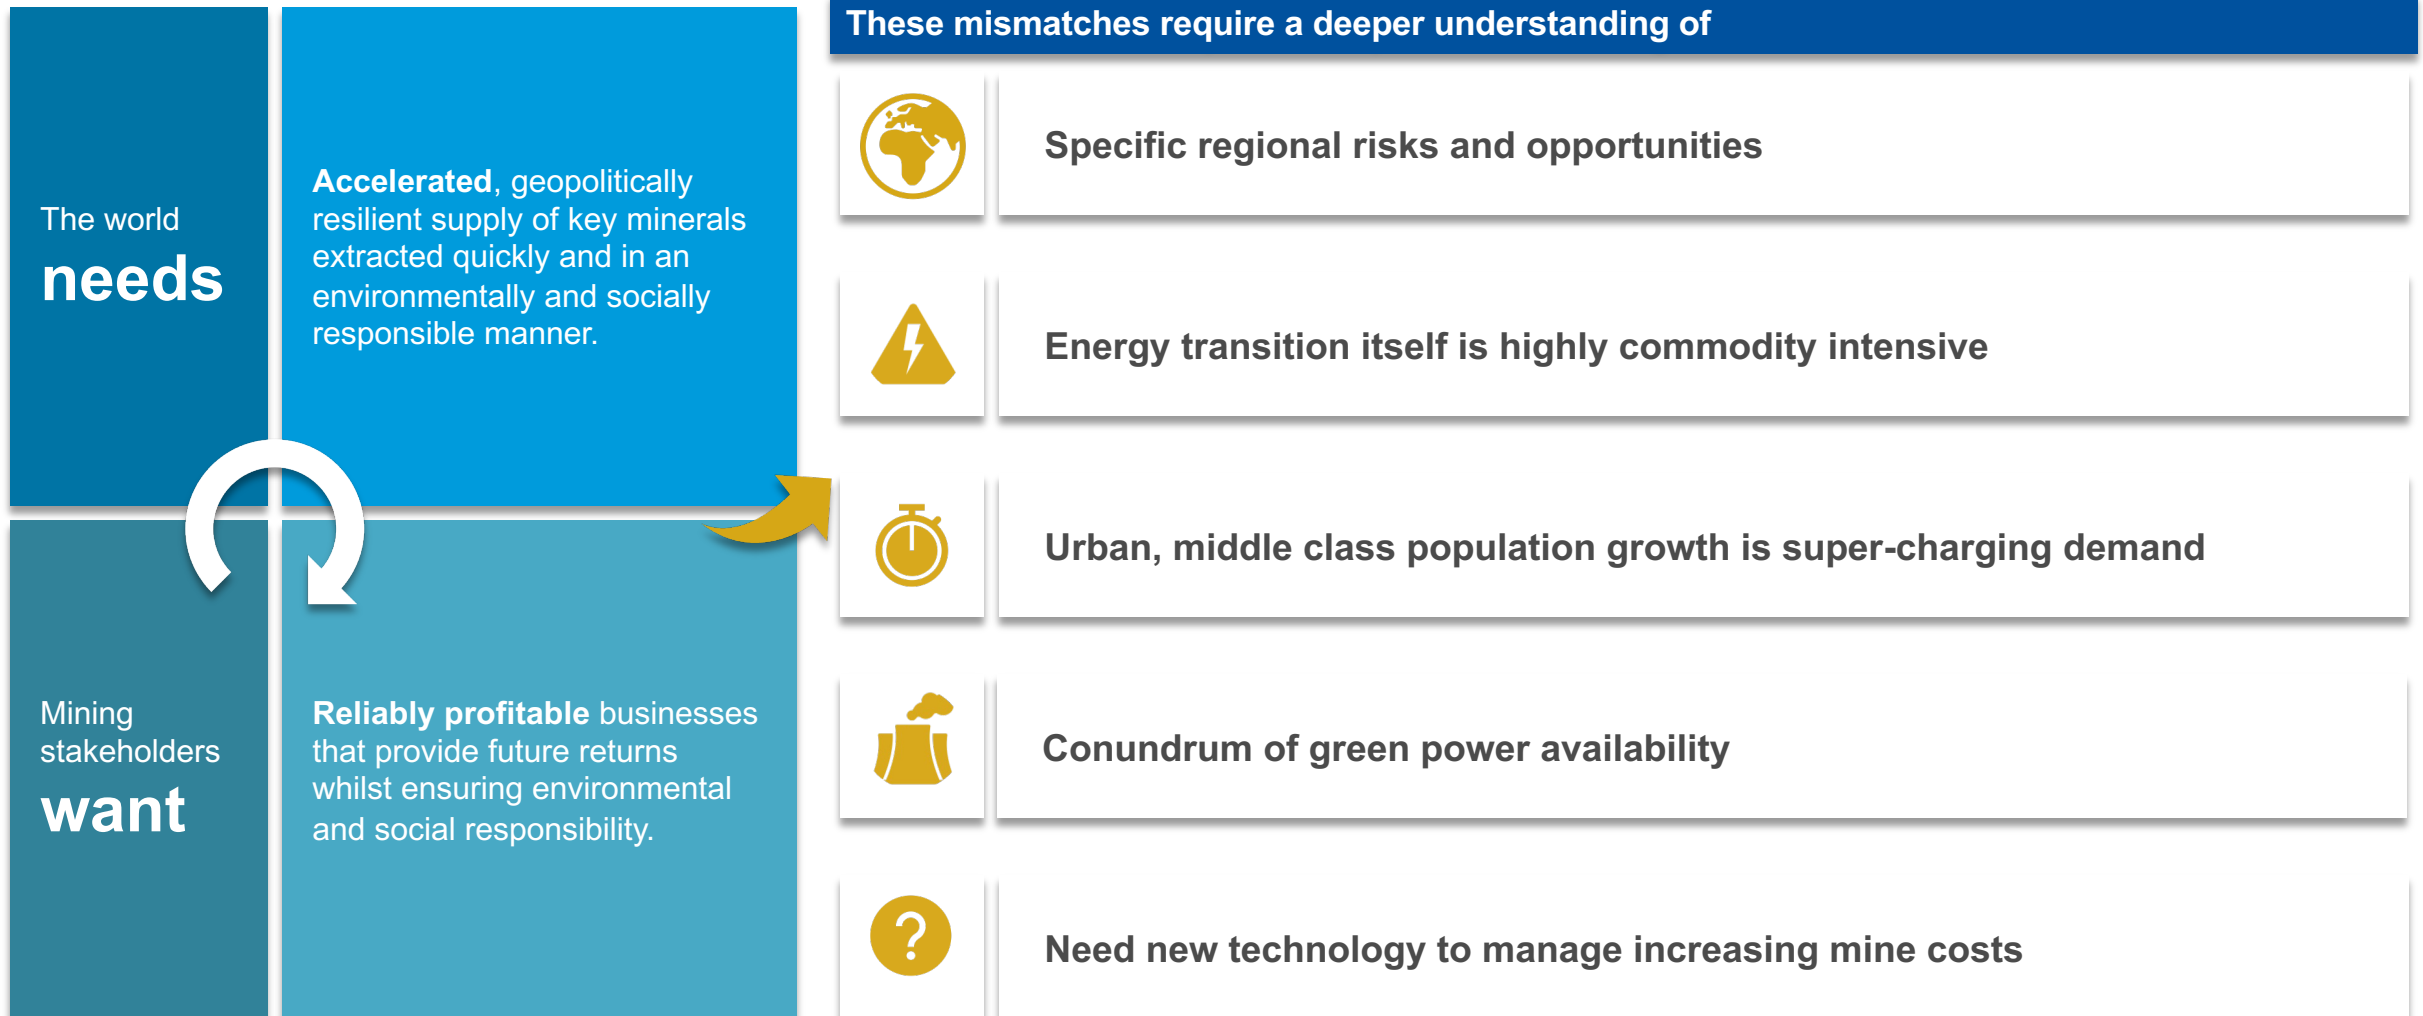 The world
needs
Accelerated, geopolitically
resilient supply of key minerals
extracted quickly and in an
environmentally and socially
responsible manner.
Mining
stakeholders
want
Reliably profitable businesses
that provide future returns
whilst ensuring environmental
and social responsibility.
These mismatches require a deeper understanding of
Specific regional risks and opportunities
Energy transition itself is highly commodity intensive
Urban, middle class population growth is super-charging demand
Conundrum of green power availability
?
Need new technology to manage increasing mine costs